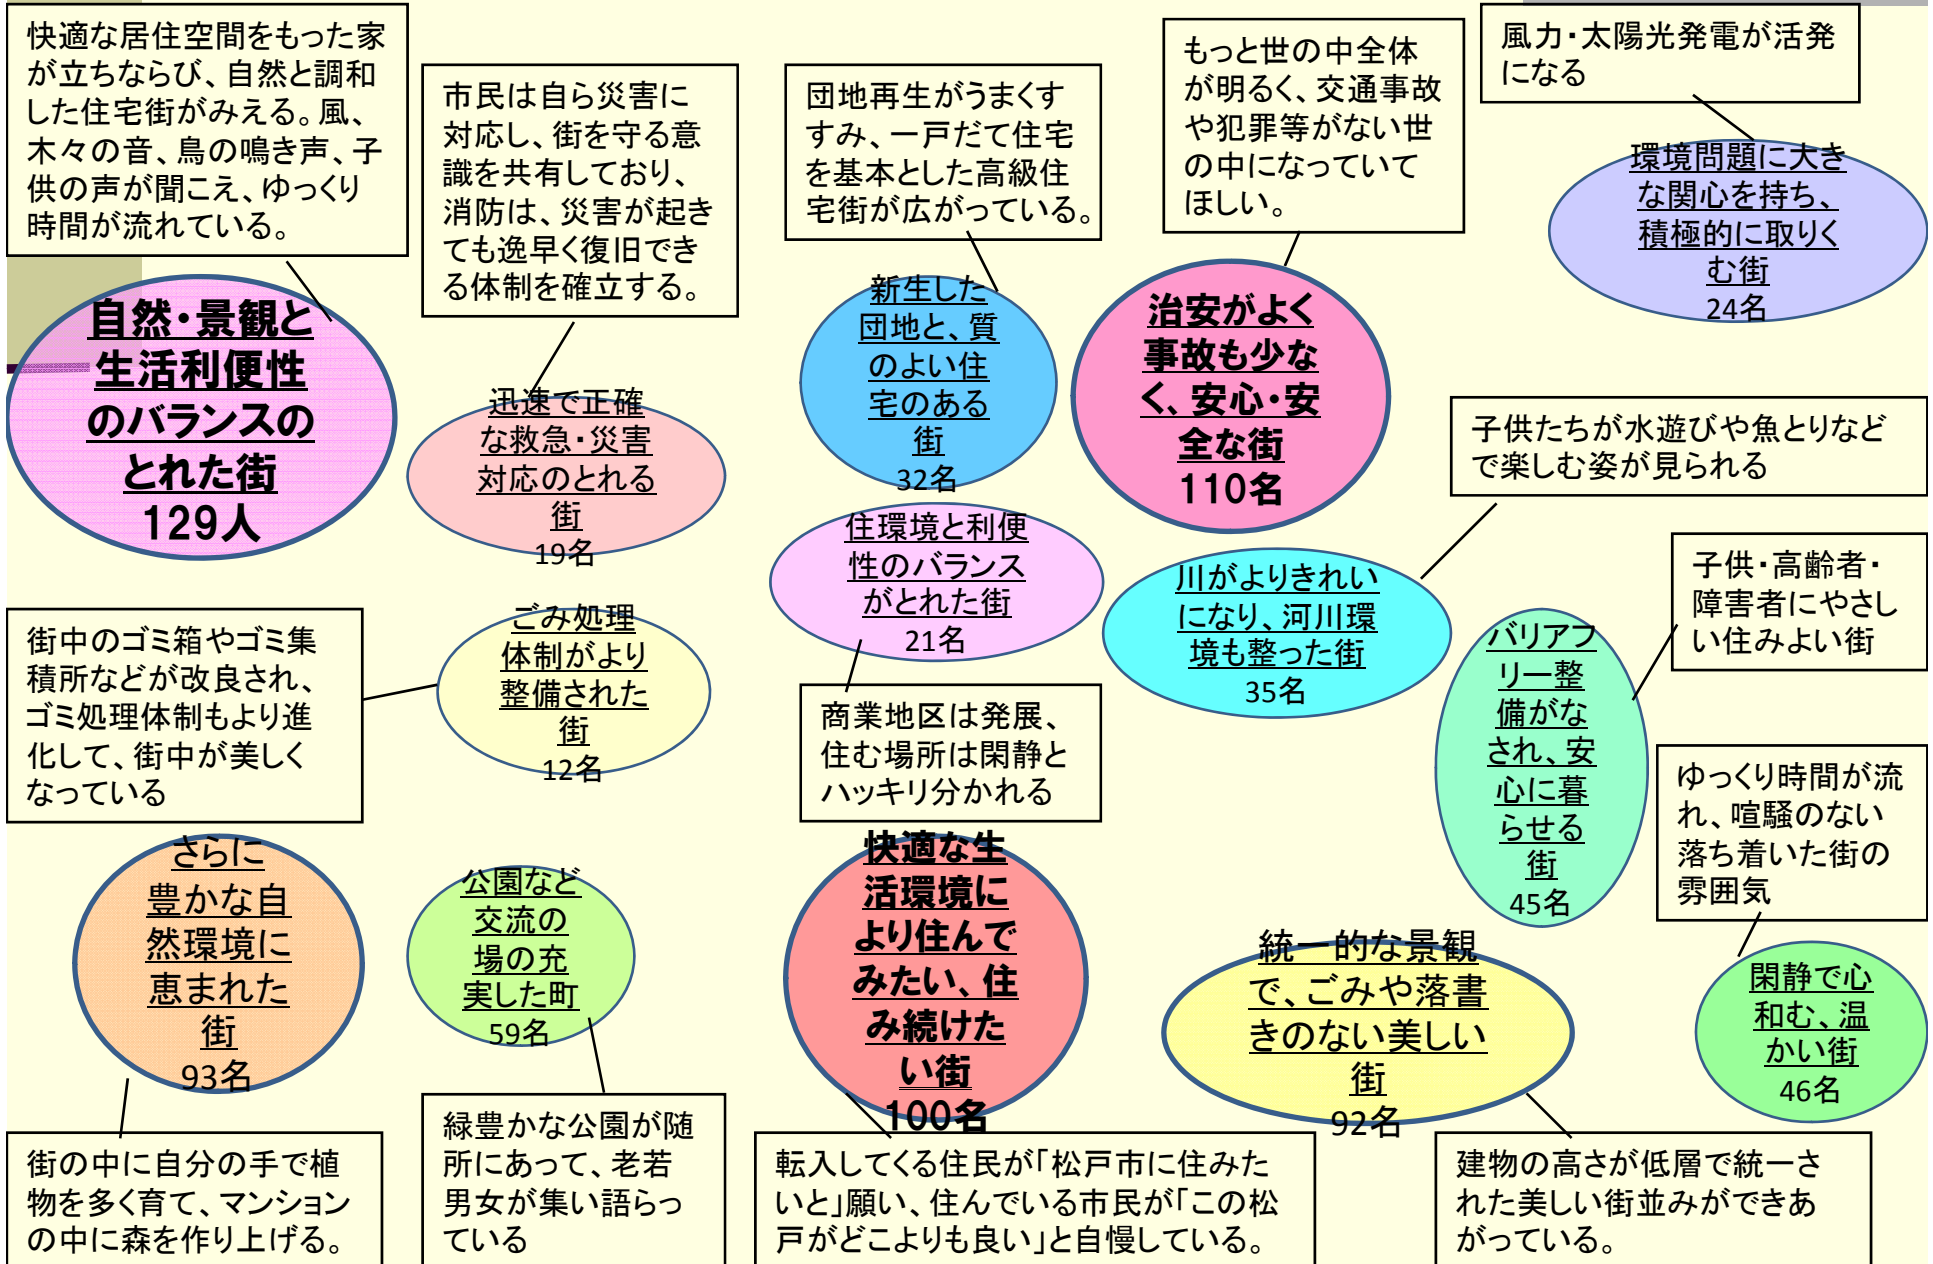 快適な居住空間をもった家
が立ちならび、自然と調和
した住宅街がみえる。風、
木々の音、鳥の鳴き声、子
供の声が聞こえ、ゆっくり
時間が流れている。
市民は自ら災害に
対応し、街を守る意
識を共有しており、
消防は、災害が起き
ても逸早く復旧でき
る体制を確立する。
団地再生がうまくす
すみ、一戸だて住宅
を基本とした高級住
宅街が広がっている。
もっと世の中全体
が明るく、交通事故
や犯罪等がない世
の中になっていて
ほしい。
風力・太陽光発電が活発
になる
自然・景観と
生活利便性
のバランスの
とれた街
129人
迅速で正確
な救急・災害
対応のとれる
街
19名
新生した
団地と、質
のよい住
宅のある
街
32名
治安がよく
事故も少な
く、安心・安
全な街
110名
環境問題に大き
な関心を持ち、
積極的に取りく
む街
24名
子供たちが水遊びや魚とりなど
で楽しむ姿が見られる
住環境と利便
性のバランス
がとれた街
21名
川がよりきれい
になり、河川環
境も整った街
35名
子供・高齢者・
障害者にやさし
い住みよい街
街中のゴミ箱やゴミ集
積所などが改良され、
ゴミ処理体制もより進
化して、街中が美しく
なっている
ごみ処理
体制がより
整備された
街
12名
商業地区は発展、
住む場所は閑静と
ハッキリ分かれる
バリアフ
リー整
備がな
され、安
心に暮
らせる
街
45名
ゆっくり時間が流
れ、喧騒のない
落ち着いた街の
雰囲気
さらに
豊かな自
然環境に
恵まれた
街
93名
公園など
交流の
場の充
実した町
59名
快適な生
活環境に
より住んで
みたい、住
み続けた
い街
100名
統一的な景観
で、ごみや落書
きのない美しい
街
92名
閑静で心
和む、温
かい街
46名
街の中に自分の手で植
物を多く育て、マンション
の中に森を作り上げる。
緑豊かな公園が随
所にあって、老若
男女が集い語らっ
ている
転入してくる住民が「松戸市に住みた
いと」願い、住んでいる市民が「この松
戸がどこよりも良い」と自慢している。
建物の高さが低層で統一さ
れた美しい街並みができあ
がっている。